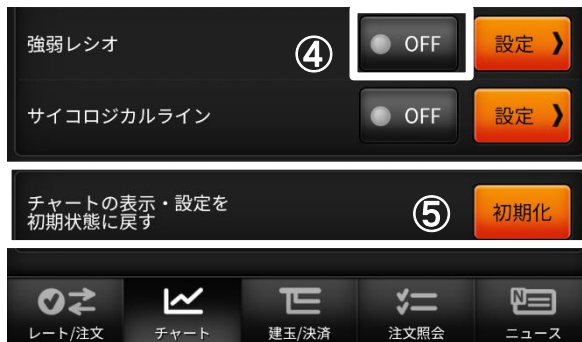 強弱レシオ ④ OFF 設定 》
サイコロジカルライン OFF 設定 》
チャートの表示・設定を
初期状態に戻す ⑤ 初期化
レート/注文 チャート 建玉/決済 注文照会 ニュース